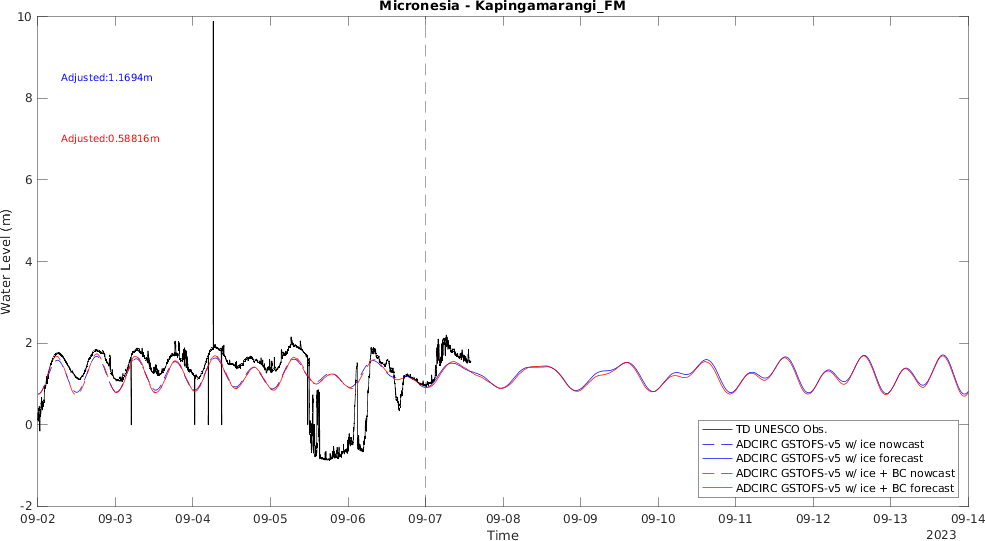 Micronesia - Kapingamarangi_FM
10
8
6
4
2
0
-2
Water Level (m)
Adjusted:1.1694m
Adjusted:0.58816m
TD UNESCO Obs.
ADCIRC GSTOFS-v5 w/ ice nowcast
ADCIRC GSTOFS-v5 w/ ice forecast
ADCIRC GSTOFS-v5 w/ ice + BC nowcast
ADCIRC GSTOFS-v5 w/ ice + BC forecast
09-02 09-03 09-04 09-05 09-06 09-07 09-08 09-09 09-10 09-11 09-12 09-13 09-14
Time
2023